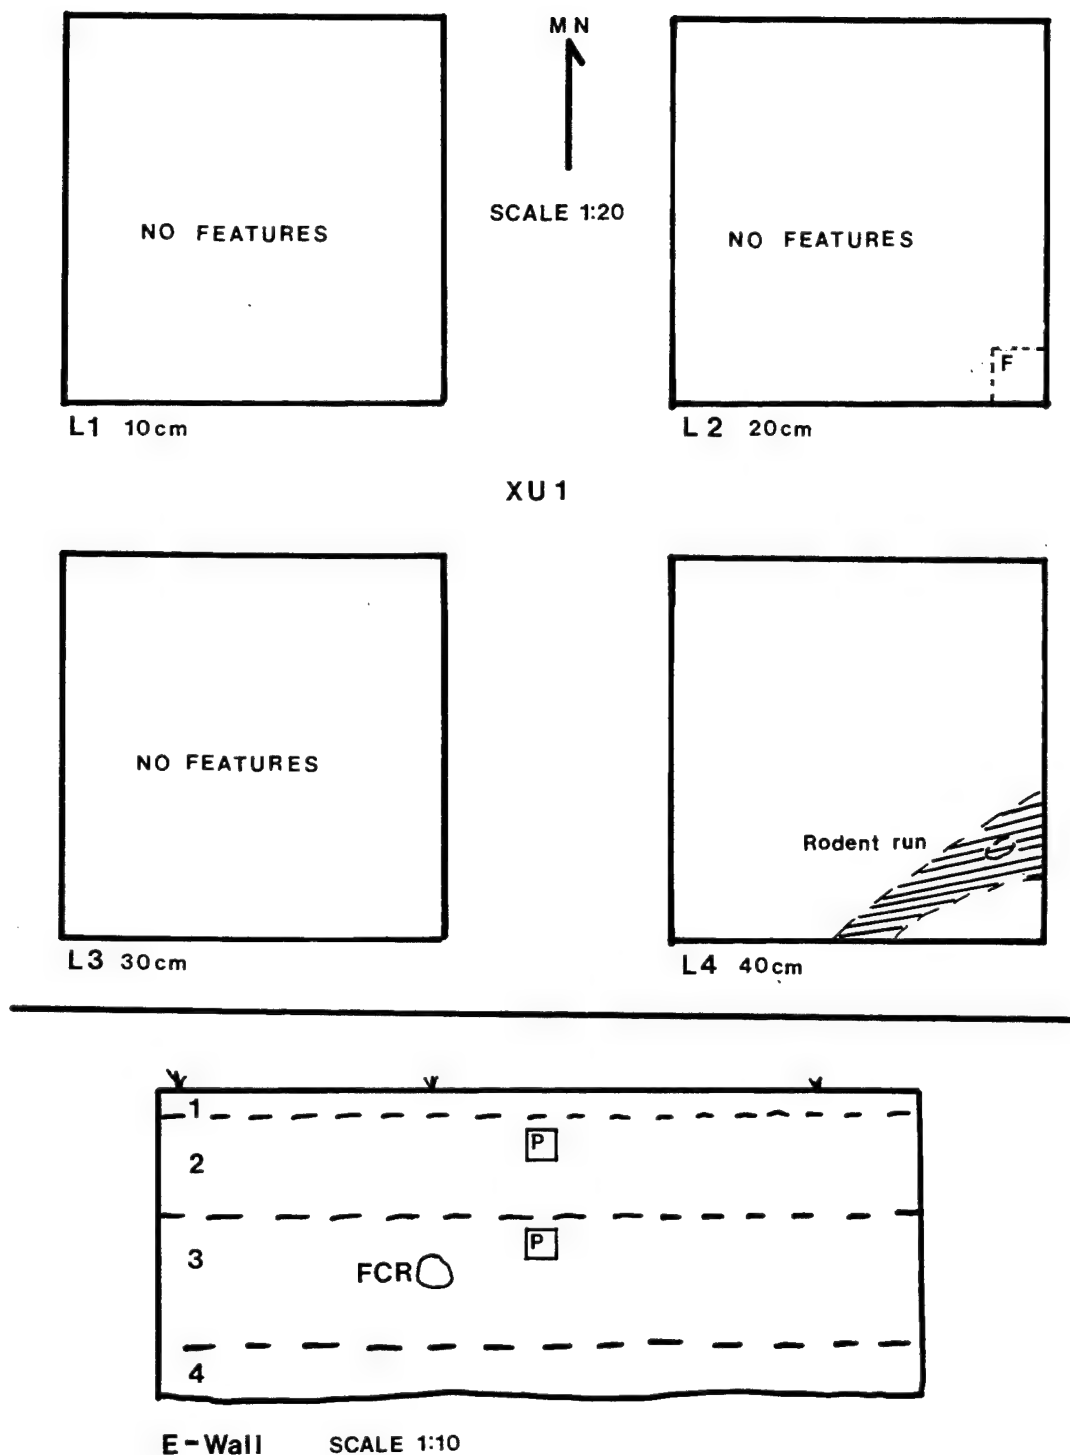 MN
SCALE 1:20
NO FEATURES
L1 10cm
NO FEATURES
F
L2 20cm
XU1
NO FEATURES
L3 30cm
Rodent run
L4 40cm
1
P
2
P
3
FCR
4
E-Wall SCALE 1:10